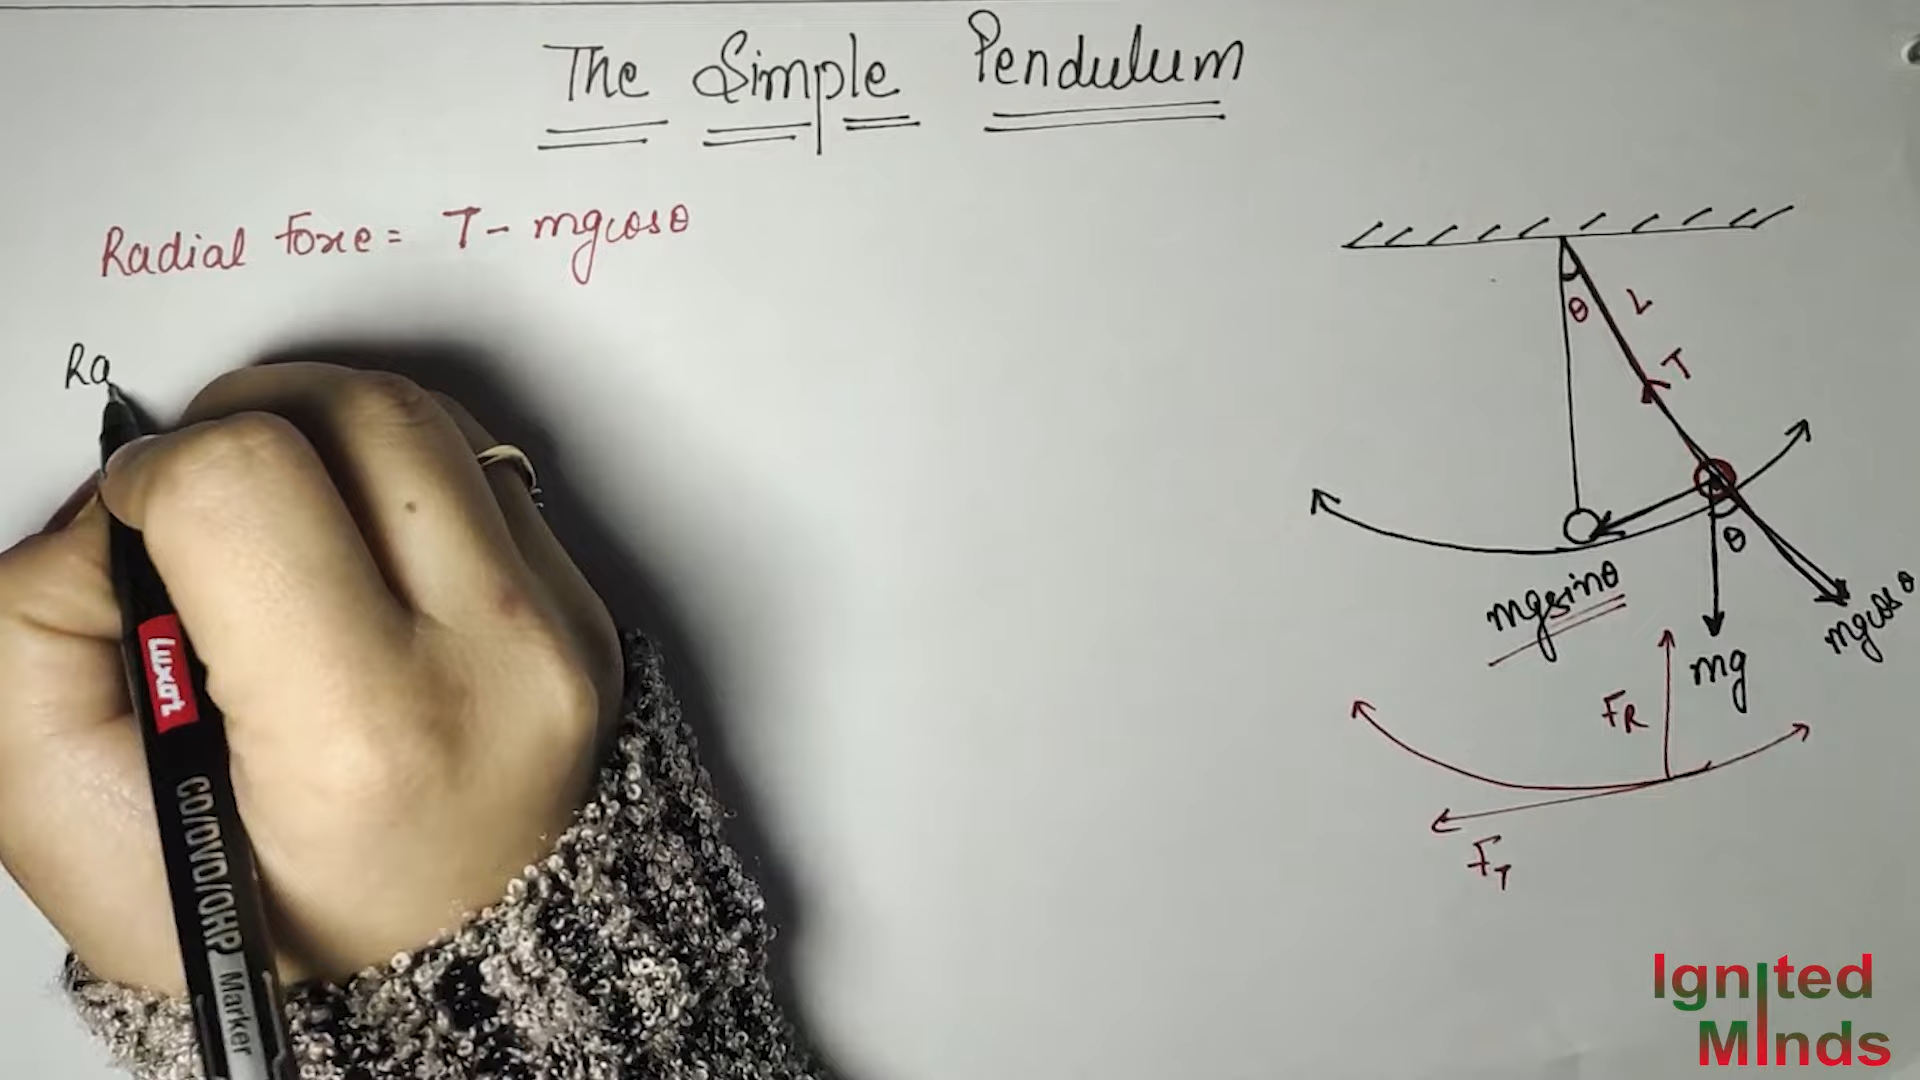 The Simple Pendulum
Radial Force = T - mgcosθ
Ra
θ
L
T
θ
mgsinθ
mgcosθ
mg
F_R
F_T
Luxor
CD/DVD/OHP Marker
Ignited
Minds